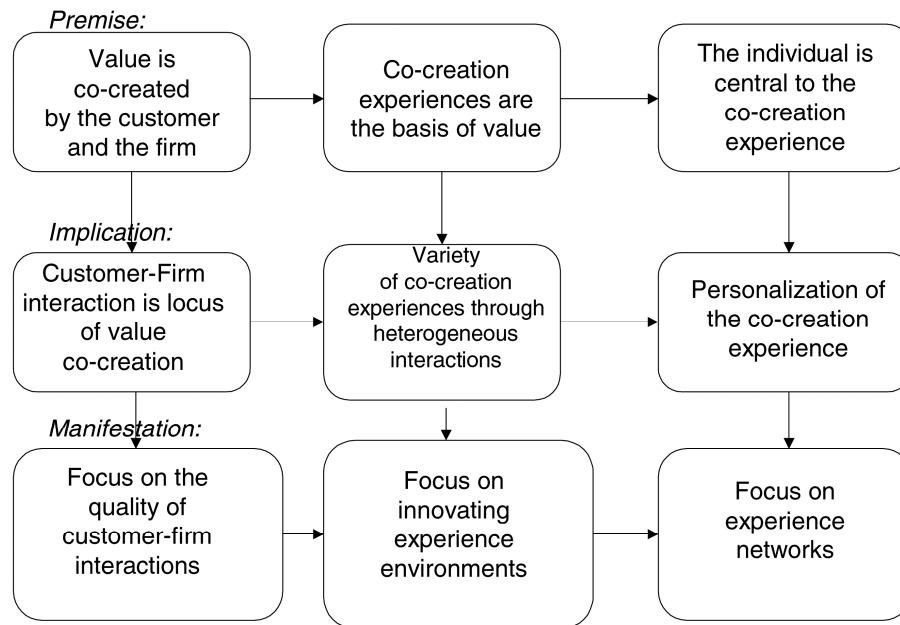 Premise:
Value is
co-created
by the customer
and the firm
Co-creation
experiences are
the basis of value
The individual is
central to the
co-creation
experience
Implication:
Customer-Firm
interaction is locus
of value
co-creation
Variety
of co-creation
experiences through
heterogeneous
interactions
Personalization of
the co-creation
experience
Manifestation:
Focus on the
quality of
customer-firm
interactions
Focus on
innovating
experience
environments
Focus on
experience
networks